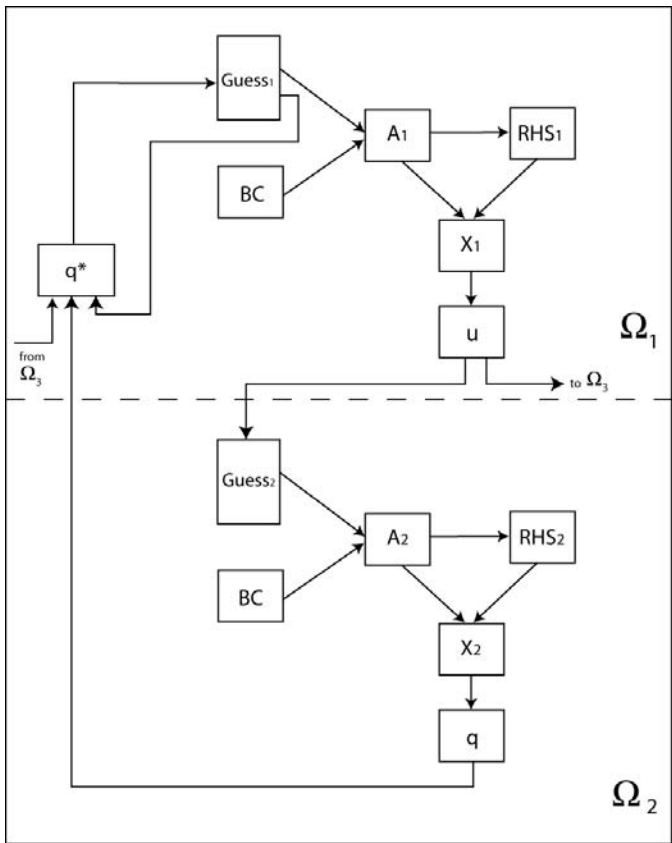 Guess₁
A₁
RHS₁
BC
X₁
q*
u
Ω₁
from
Ω₃
to Ω₃
Guess₂
A₂
RHS₂
BC
X₂
q
Ω₂